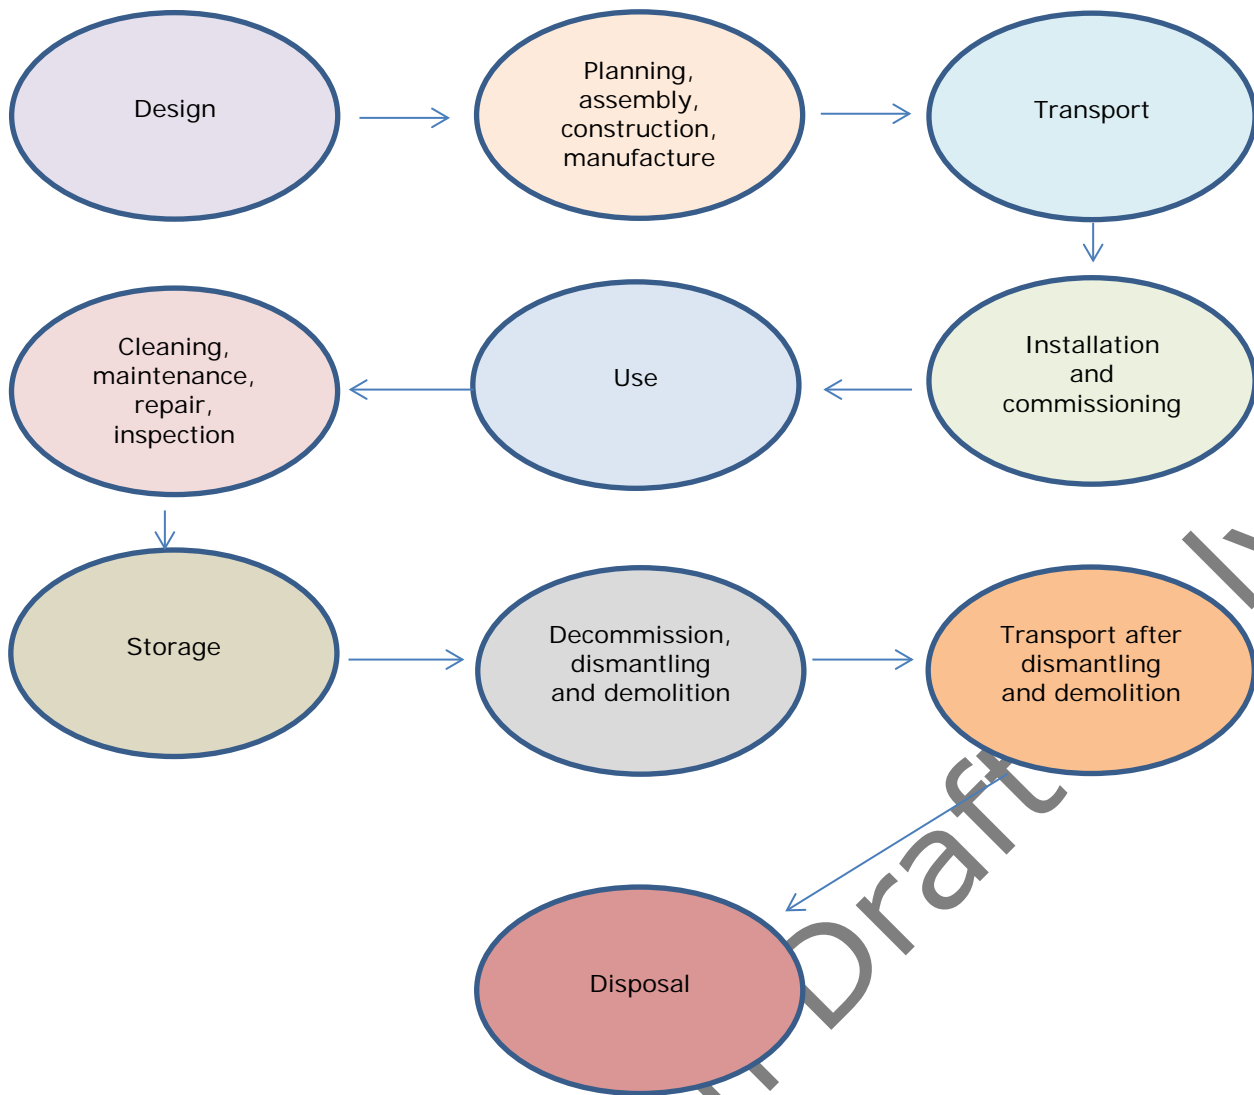 Design
Planning,
assembly,
construction,
manufacture
Transport
Cleaning,
maintenance,
repair,
inspection
Use
Installation
and
commissioning
Storage
Decommission,
dismantling
and demolition
Transport after
dismantling
and demolition
Disposal
Draft